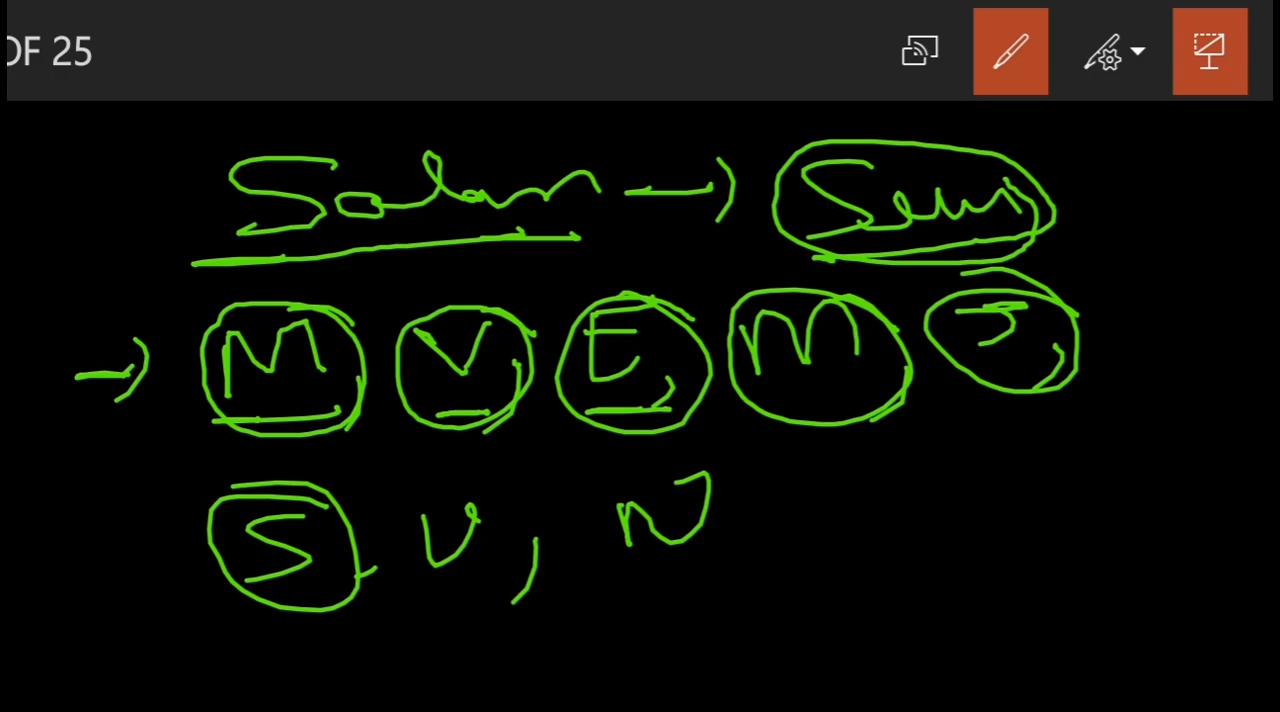 OF 25
Solar → Sun
→ M V E, M J,
S. U, N